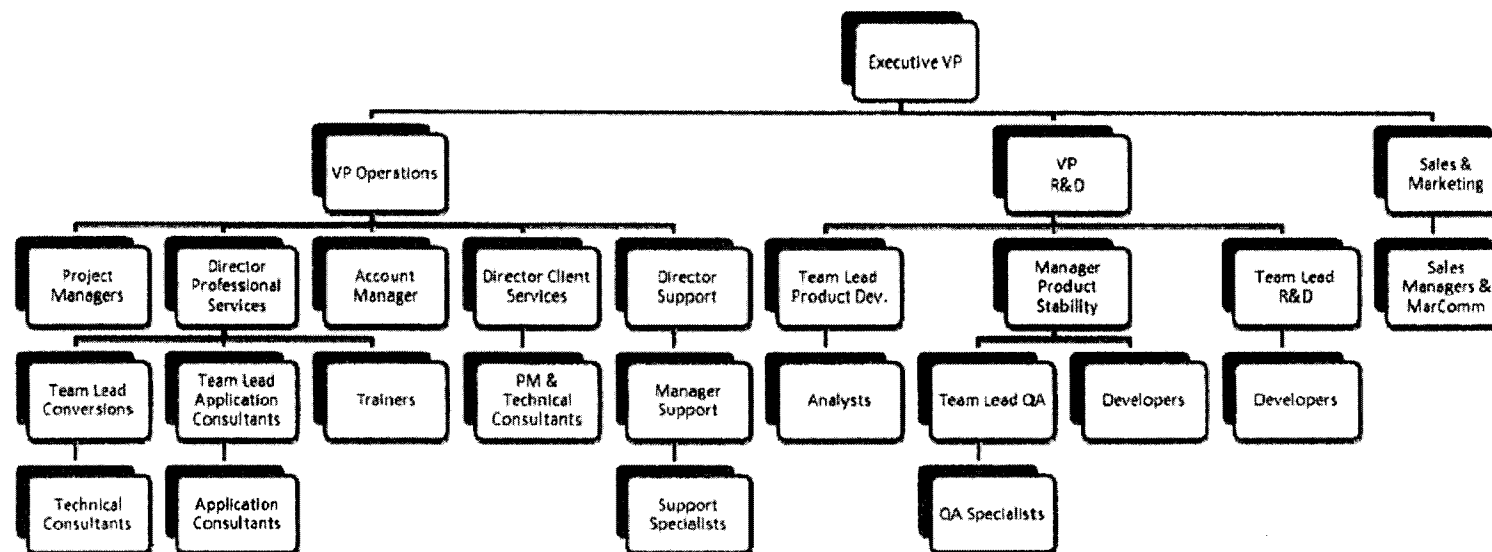 Executive VP
VP Operations
VP
R&D
Sales &
Marketing
Project
Managers
Director
Professional
Services
Account
Manager
Director Client
Services
Director
Support
Team Lead
Product Dev.
Manager
Product
Stability
Team Lead
R&D
Sales
Managers &
MarComm
Team Lead
Conversions
Team Lead
Application
Consultants
Trainers
PM &
Technical
Consultants
Manager
Support
Analysts
Team Lead QA
Developers
Developers
Technical
Consultants
Application
Consultants
Support
Specialists
QA Specialists